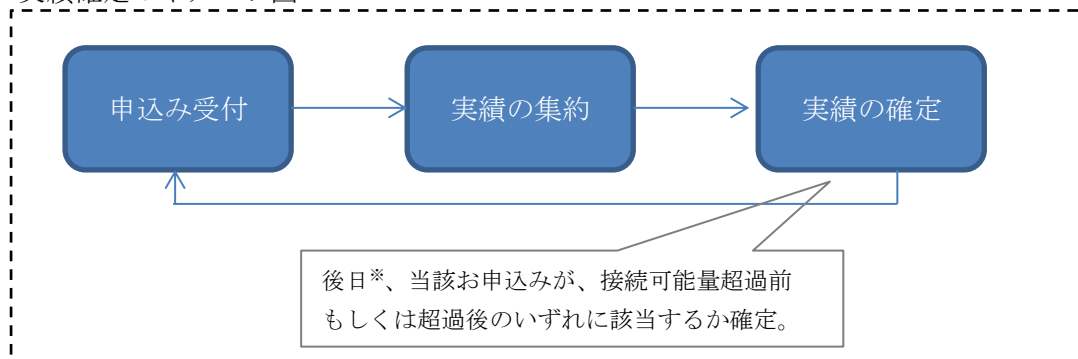 申込み受付
実績の集約
実績の確定
後日※、当該お申込みが、接続可能量超過前
もしくは超過後のいずれに該当するか確定。